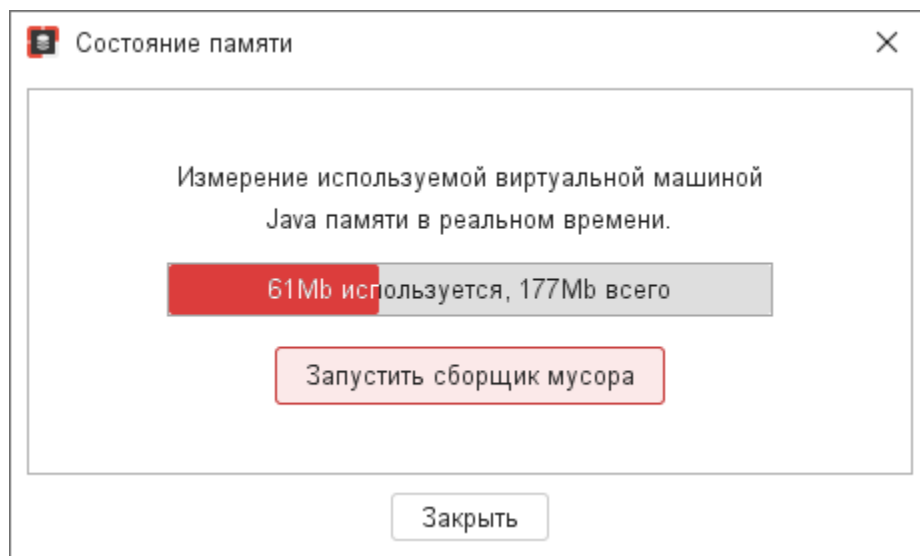 Состояние памяти
Измерение используемой виртуальной машиной
Java памяти в реальном времени.
61Mb используется, 177Mb всего
Запустить сборщик мусора
Закрыть